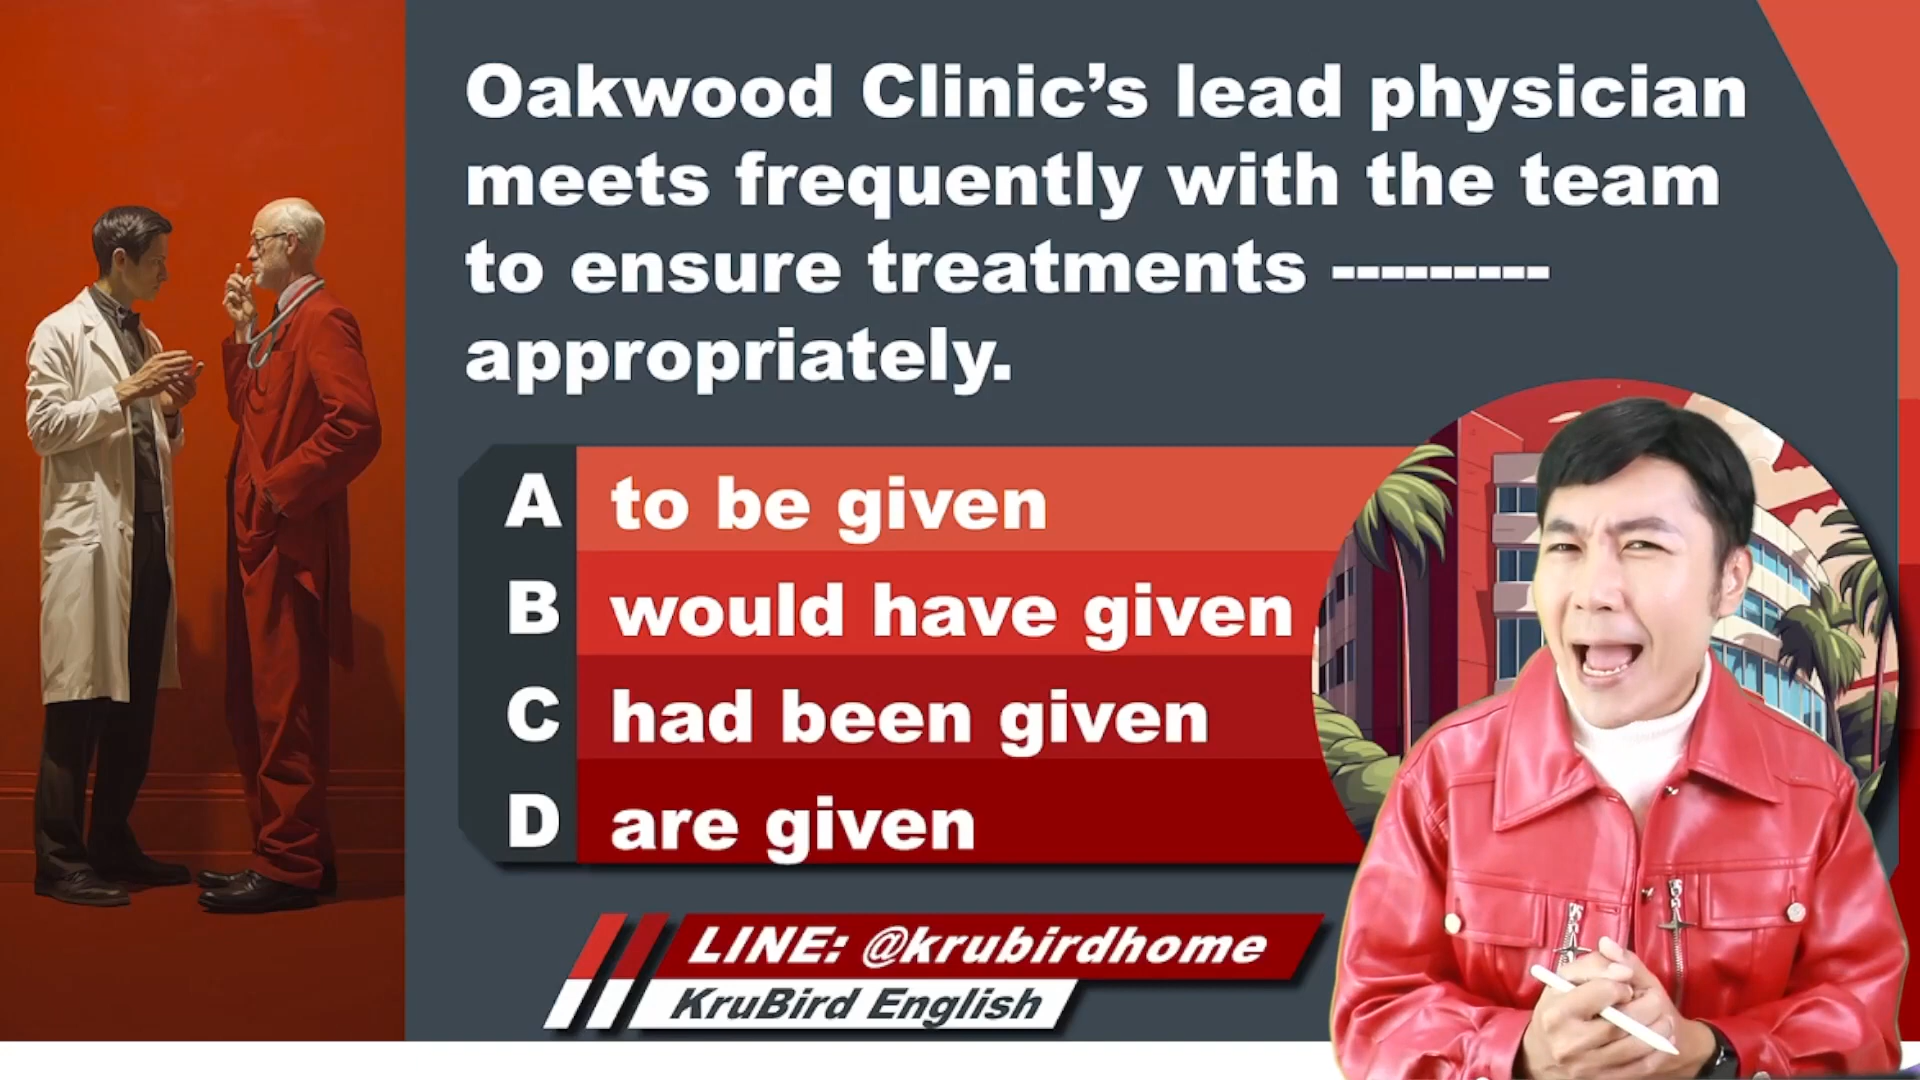 Oakwood Clinic’s lead physician
meets frequently with the team
to ensure treatments ---------
appropriately.
A to be given
B would have given
C had been given
D are given
LINE: @krubirdhome
KruBird English